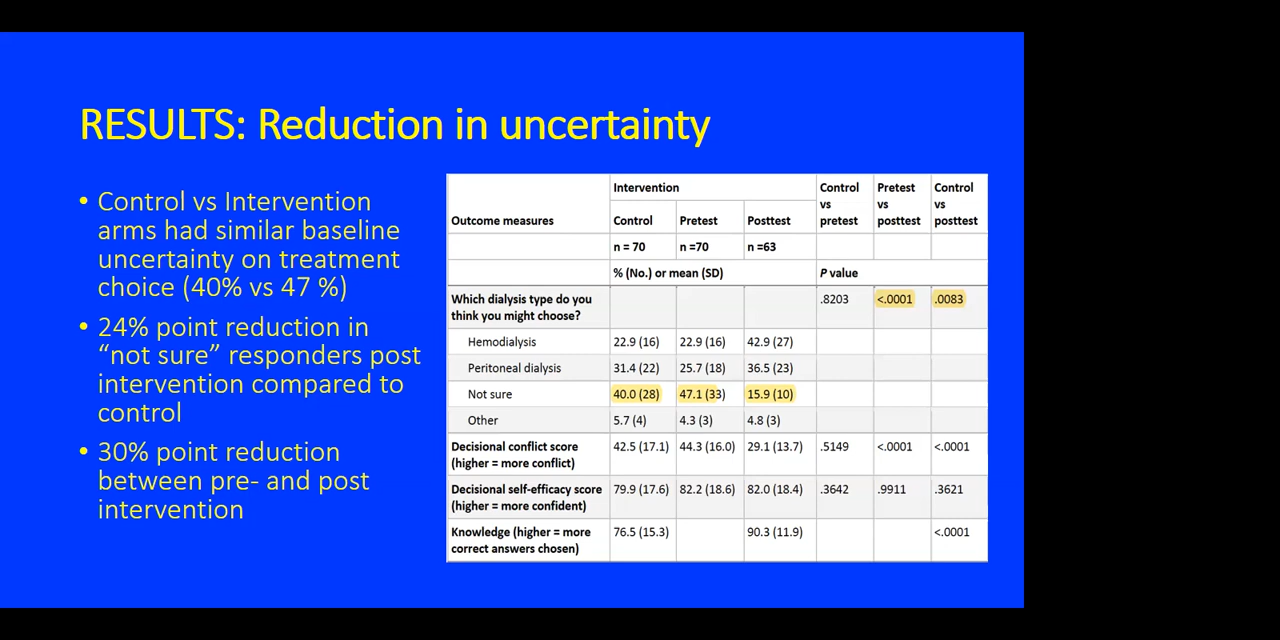 RESULTS: Reduction in uncertainty
• Control vs Intervention
arms had similar baseline
uncertainty on treatment
choice (40% vs 47 %)
• 24% point reduction in
“not sure” responders post
intervention compared to
control
• 30% point reduction
between pre- and post
intervention
Outcome measures
Intervention
Control vs pretest
Pretest vs posttest
Control vs posttest
Control Pretest Posttest
n = 70 n =70 n =63
% (No.) or mean (SD) P value
Which dialysis type do you
think you might choose?
.8203 <.0001 .0083
Hemodialysis 22.9 (16) 22.9 (16) 42.9 (27)
Peritoneal dialysis 31.4 (22) 25.7 (18) 36.5 (23)
Not sure 40.0 (28) 47.1 (33) 15.9 (10)
Other 5.7 (4) 4.3 (3) 4.8 (3)
Decisional conflict score
(higher = more conflict)
42.5 (17.1) 44.3 (16.0) 29.1 (13.7) .5149 <.0001 <.0001
Decisional self-efficacy score
(higher = more confident)
79.9 (17.6) 82.2 (18.6) 82.0 (18.4) .3642 .9911 .3621
Knowledge (higher = more
correct answers chosen)
76.5 (15.3) 90.3 (11.9) <.0001